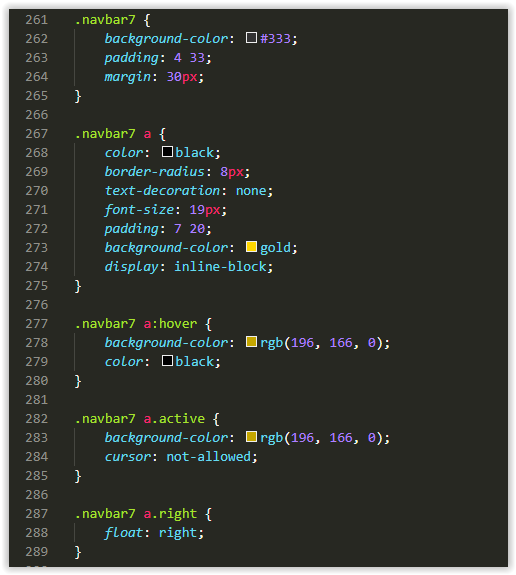 261 .navbar7 {
262 background-color: #333;
263 padding: 4 33;
264 margin: 30px;
265 }
266
267 .navbar7 a {
268 color: black;
269 border-radius: 8px;
270 text-decoration: none;
271 font-size: 19px;
272 padding: 7 20;
273 background-color: gold;
274 display: inline-block;
275 }
276
277 .navbar7 a:hover {
278 background-color: rgb(196, 166, 0);
279 color: black;
280 }
281
282 .navbar7 a.active {
283 background-color: rgb(196, 166, 0);
284 cursor: not-allowed;
285 }
286
287 .navbar7 a.right {
288 float: right;
289 }